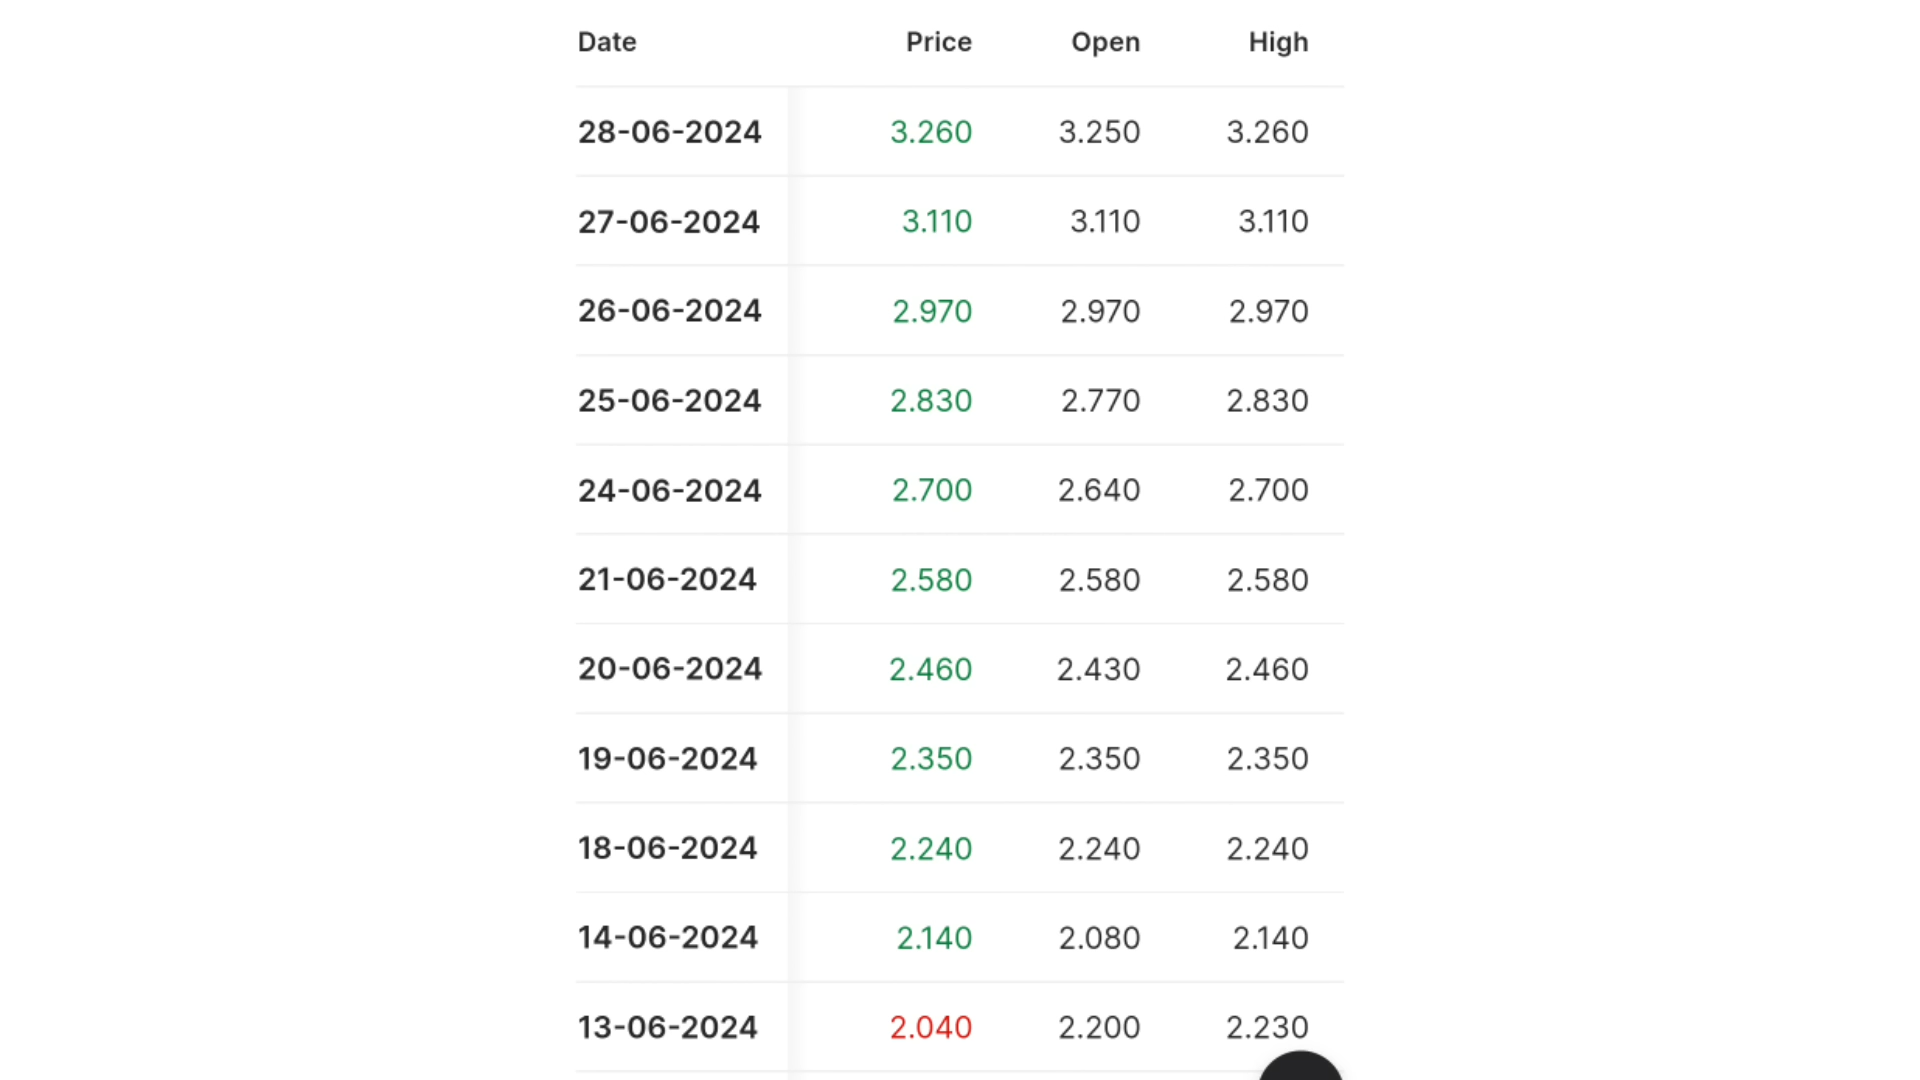 Date Price Open High
28-06-2024 3.260 3.250 3.260
27-06-2024 3.110 3.110 3.110
26-06-2024 2.970 2.970 2.970
25-06-2024 2.830 2.770 2.830
24-06-2024 2.700 2.640 2.700
21-06-2024 2.580 2.580 2.580
20-06-2024 2.460 2.430 2.460
19-06-2024 2.350 2.350 2.350
18-06-2024 2.240 2.240 2.240
14-06-2024 2.140 2.080 2.140
13-06-2024 2.040 2.200 2.230